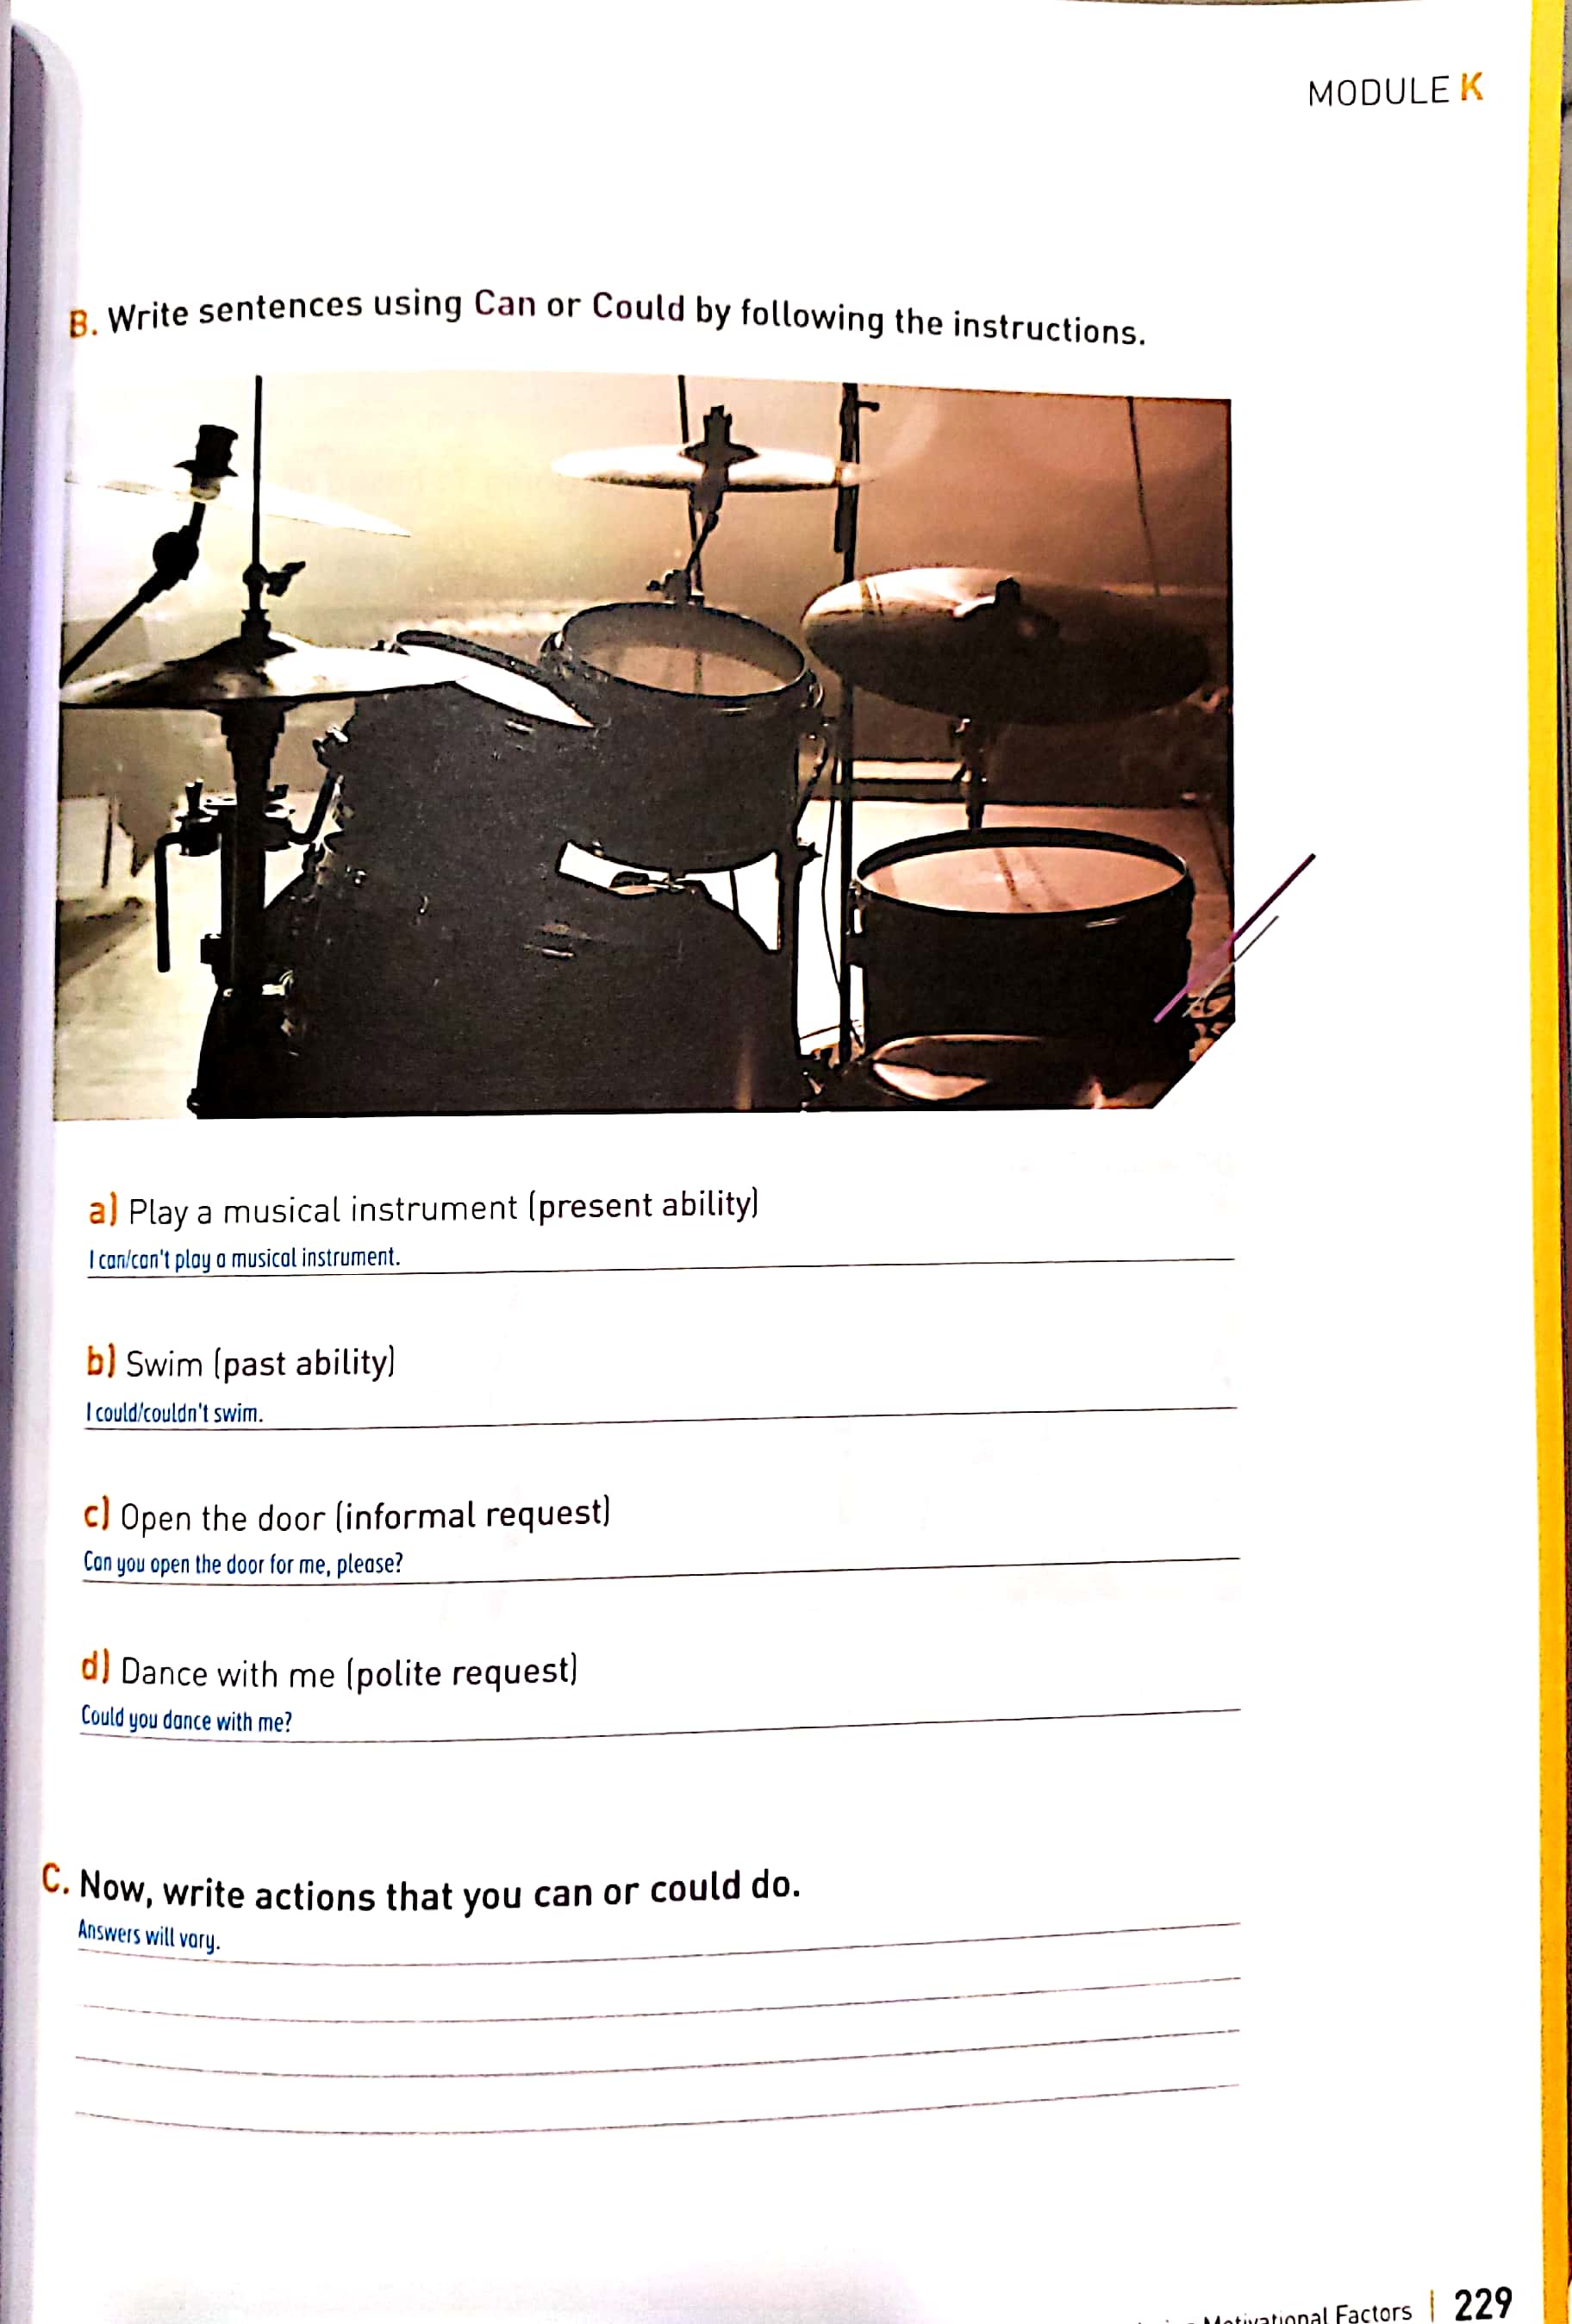 MODULE K
B. Write sentences using Can or Could by following the instructions.
a) Play a musical instrument (present ability)
I can/can't play a musical instrument.
b) Swim (past ability)
I could/couldn't swim.
c) Open the door (informal request)
Can you open the door for me, please?
d) Dance with me (polite request)
Could you dance with me?
C. Now, write actions that you can or could do.
Answers will vary.
Motivational Factors | 229